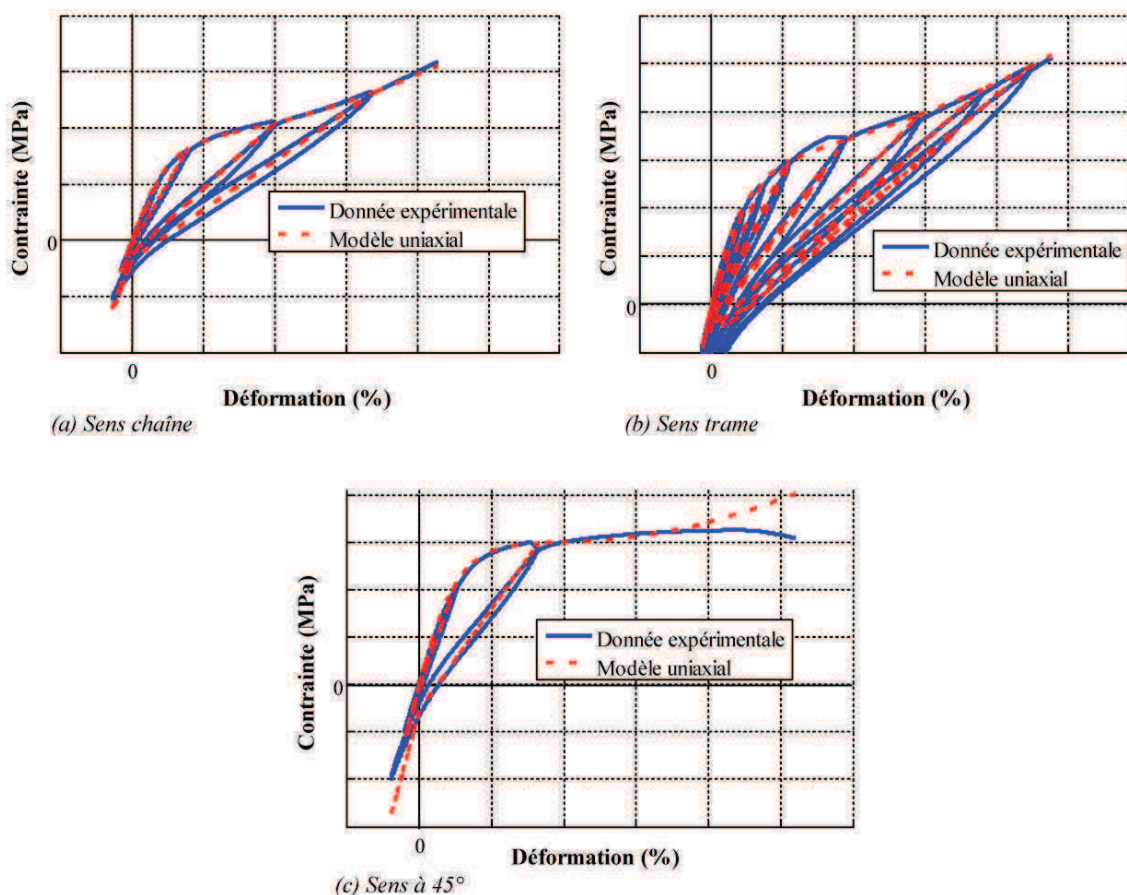 Contrainte (MPa)
0
Donnée expérimentale
Modèle uniaxial
0
Déformation (%)
(a) Sens chaîne
Contrainte (MPa)
0
Donnée expérimentale
Modèle uniaxial
0
Déformation (%)
(b) Sens trame
Contrainte (MPa)
0
Donnée expérimentale
Modèle uniaxial
0
Déformation (%)
(c) Sens à 45°